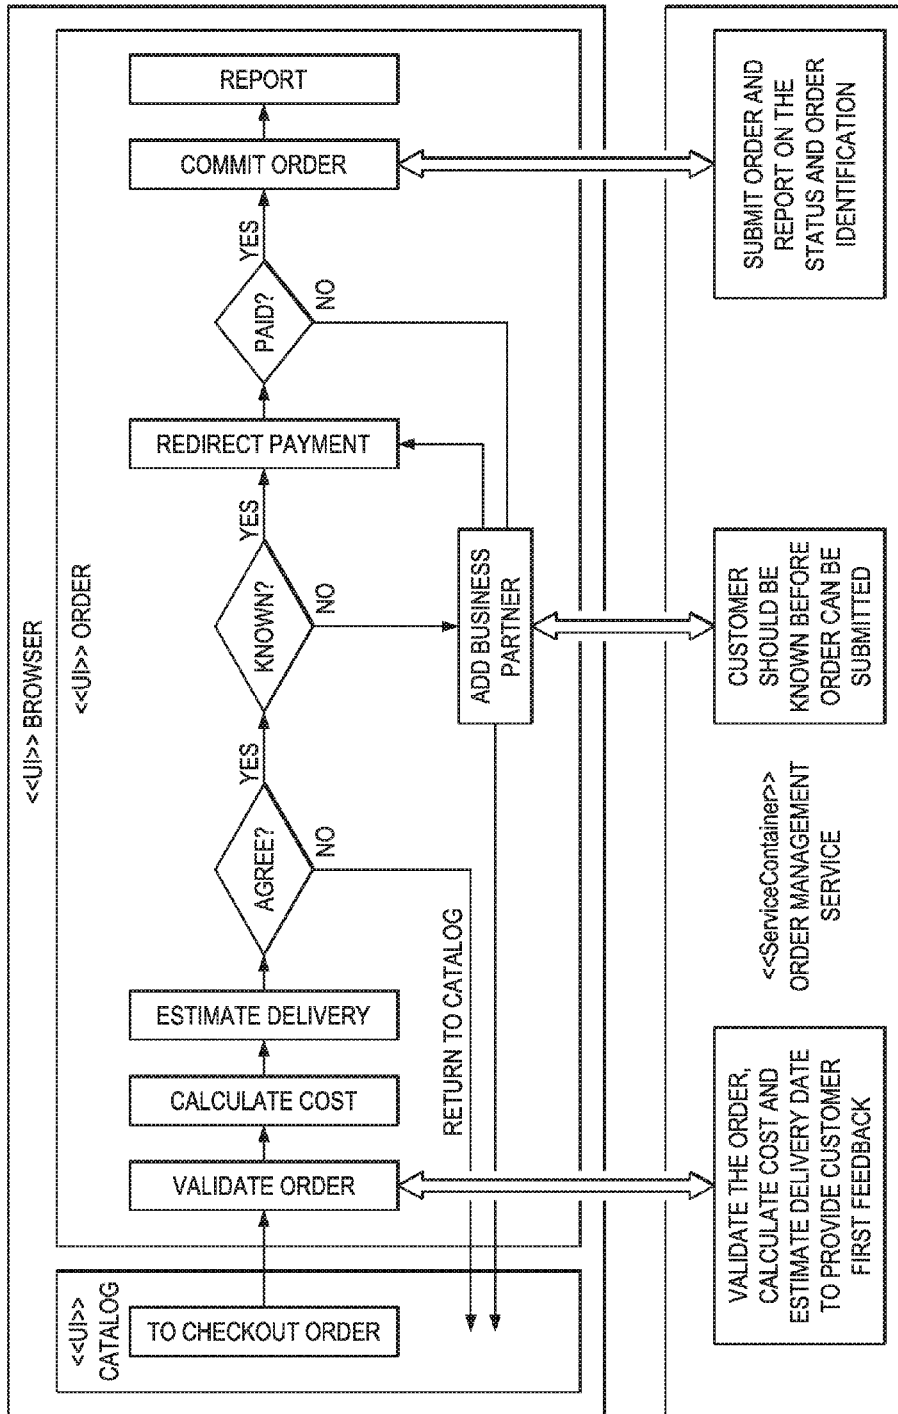 <<UI>> BROWSER
<<UI>>
CATALOG
TO CHECKOUT ORDER
<<UI>> ORDER
VALIDATE ORDER
CALCULATE COST
ESTIMATE DELIVERY
AGREE?
YES
NO
RETURN TO CATALOG
KNOWN?
YES
NO
ADD BUSINESS
PARTNER
REDIRECT PAYMENT
PAID?
YES
NO
COMMIT ORDER
REPORT
VALIDATE THE ORDER,
CALCULATE COST AND
ESTIMATE DELIVERY DATE
TO PROVIDE CUSTOMER
FIRST FEEDBACK
<<ServiceContainer>>
ORDER MANAGEMENT
SERVICE
CUSTOMER
SHOULD BE
KNOWN BEFORE
ORDER CAN BE
SUBMITTED
SUBMIT ORDER AND
REPORT ON THE
STATUS AND ORDER
IDENTIFICATION